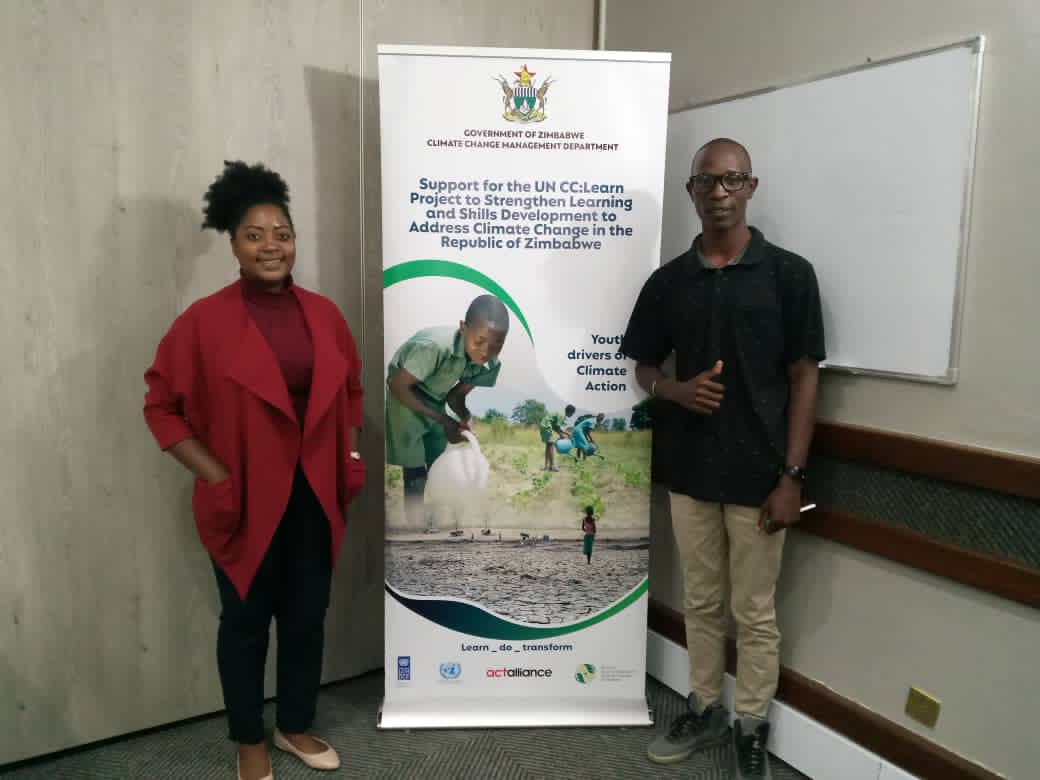 GOVERNMENT OF ZIMBABWE
CLIMATE CHANGE MANAGEMENT DEPARTMENT
Support for the UN CC:Learn
Project to Strengthen Learning
and Skills Development to
Address Climate Change in the
Republic of Zimbabwe
Youth
drivers of
Climate
Action
Learn _ do _ transform
actalliance